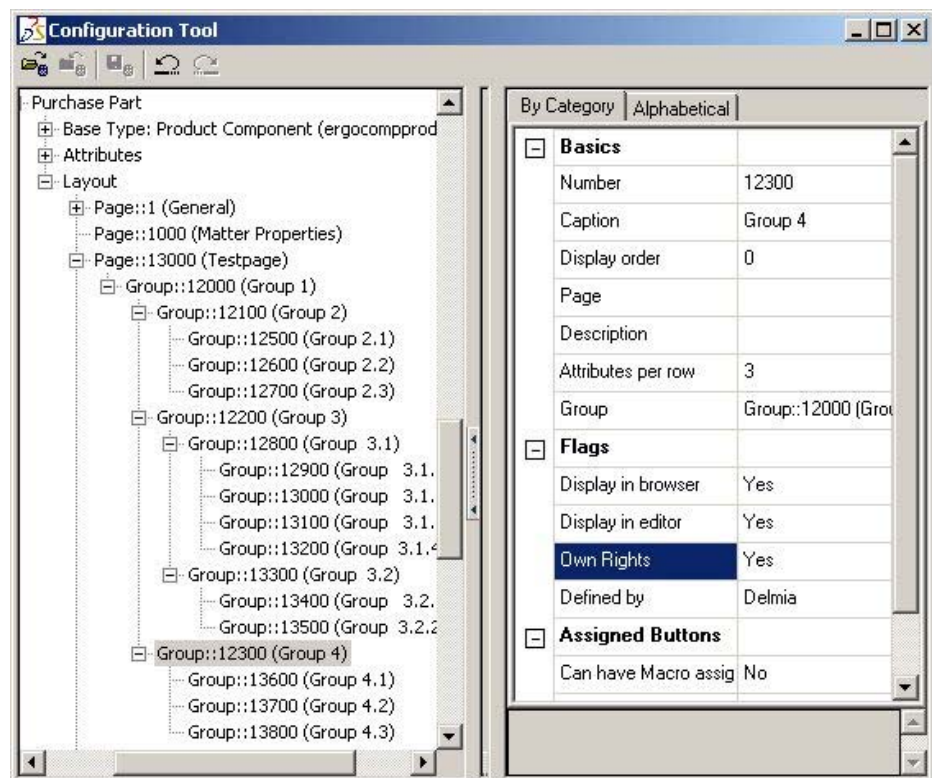 Configuration Tool
Purchase Part
Base Type: Product Component (ergocompprod
Attributes
Layout
Page::1 (General)
Page::1000 (Matter Properties)
Page::13000 (Testpage)
Group::12000 (Group 1)
Group::12100 (Group 2)
Group::12500 (Group 2.1)
Group::12600 (Group 2.2)
Group::12700 (Group 2.3)
Group::12200 (Group 3)
Group::12800 (Group 3.1)
Group::12900 (Group 3.1.
Group::13000 (Group 3.1.
Group::13100 (Group 3.1.
Group::13200 (Group 3.1.4
Group::13300 (Group 3.2)
Group::13400 (Group 3.2.
Group::13500 (Group 3.2.2
Group::12300 (Group 4)
Group::13600 (Group 4.1)
Group::13700 (Group 4.2)
Group::13800 (Group 4.3)
By Category Alphabetical
Basics
Number 12300
Caption Group 4
Display order 0
Page
Description
Attributes per row 3
Group Group::12000 (Grou
Flags
Display in browser Yes
Display in editor Yes
Own Rights Yes
Defined by Delmia
Assigned Buttons
Can have Macro assig No